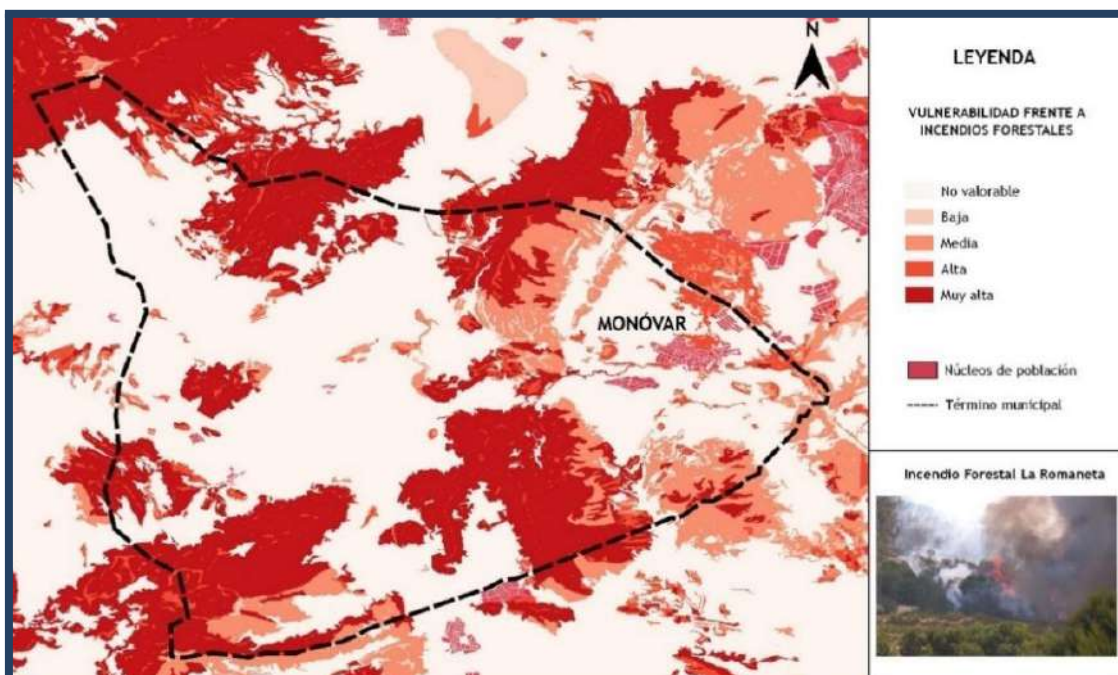 N
MONÓVAR
LEYENDA
VULNERABILIDAD FRENTE A
INCENDIOS FORESTALES
No valorable
Baja
Media
Alta
Muy alta
Núcleos de población
Término municipal
Incendio Forestal La Romaneta